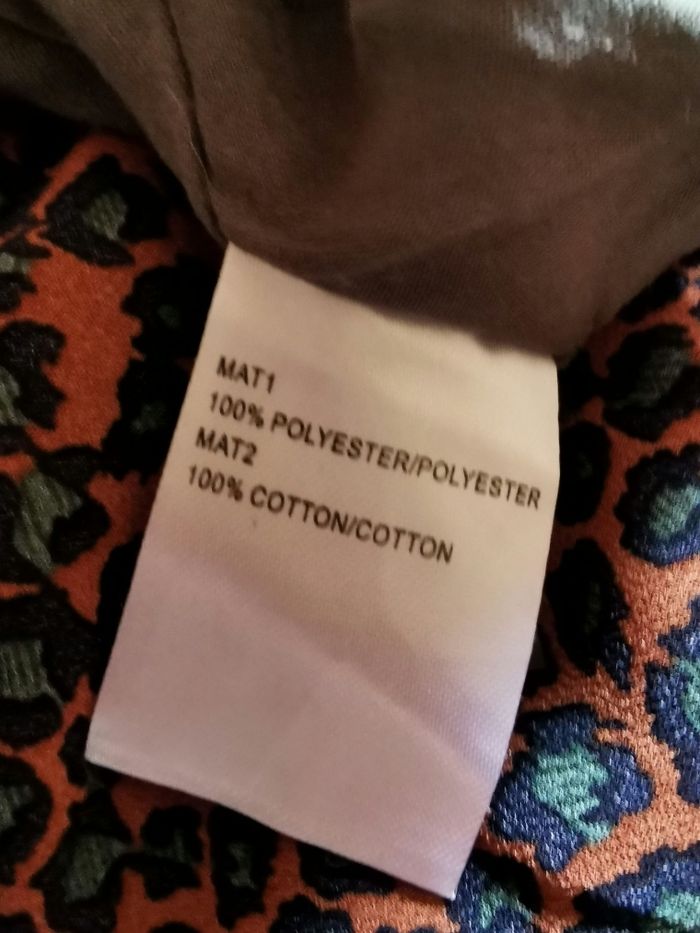 MAT1
100% POLYESTER/POLYESTER
MAT2
100% COTTON/COTTON